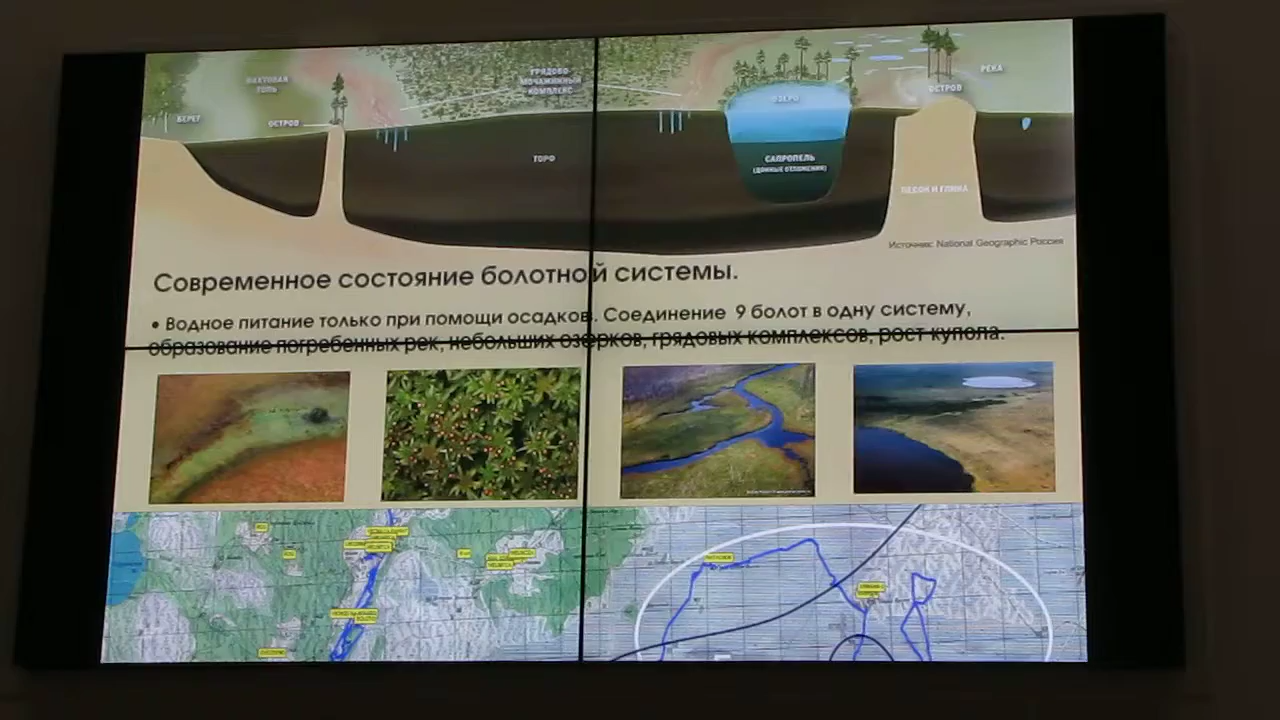 ГРЯДОВО-
МОЧАЖИННЫЙ
КОМПЛЕКС
ТОПЬ
БЕРЕГ
ОСТРОВ
ТОРФ
ОЗЕРО
САПРОПЕЛЬ
(ДОННЫЕ ОТЛОЖЕНИЯ)
РЕКА
ОСТРОВ
ПЕСОК И ГЛИНА
Источник: National Geographic Россия
Современное состояние болотной системы.
• Водное питание только при помощи осадков. Соединение 9 болот в одну систему,
образование погребенных рек, небольших озерков, грядовых комплексов, рост купола.